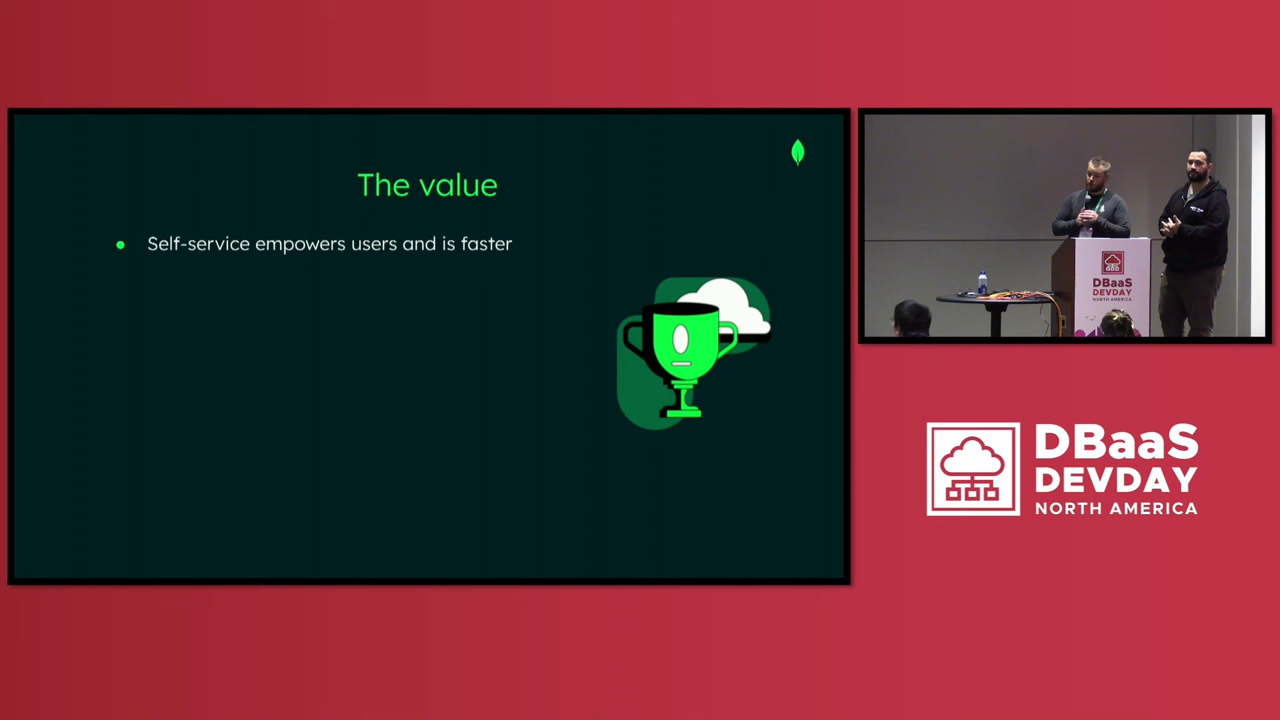 The value
Self-service empowers users and is faster
DBaaS
DEVDAY
NORTH AMERICA
DBaaS
DEVDAY
NORTH AMERICA